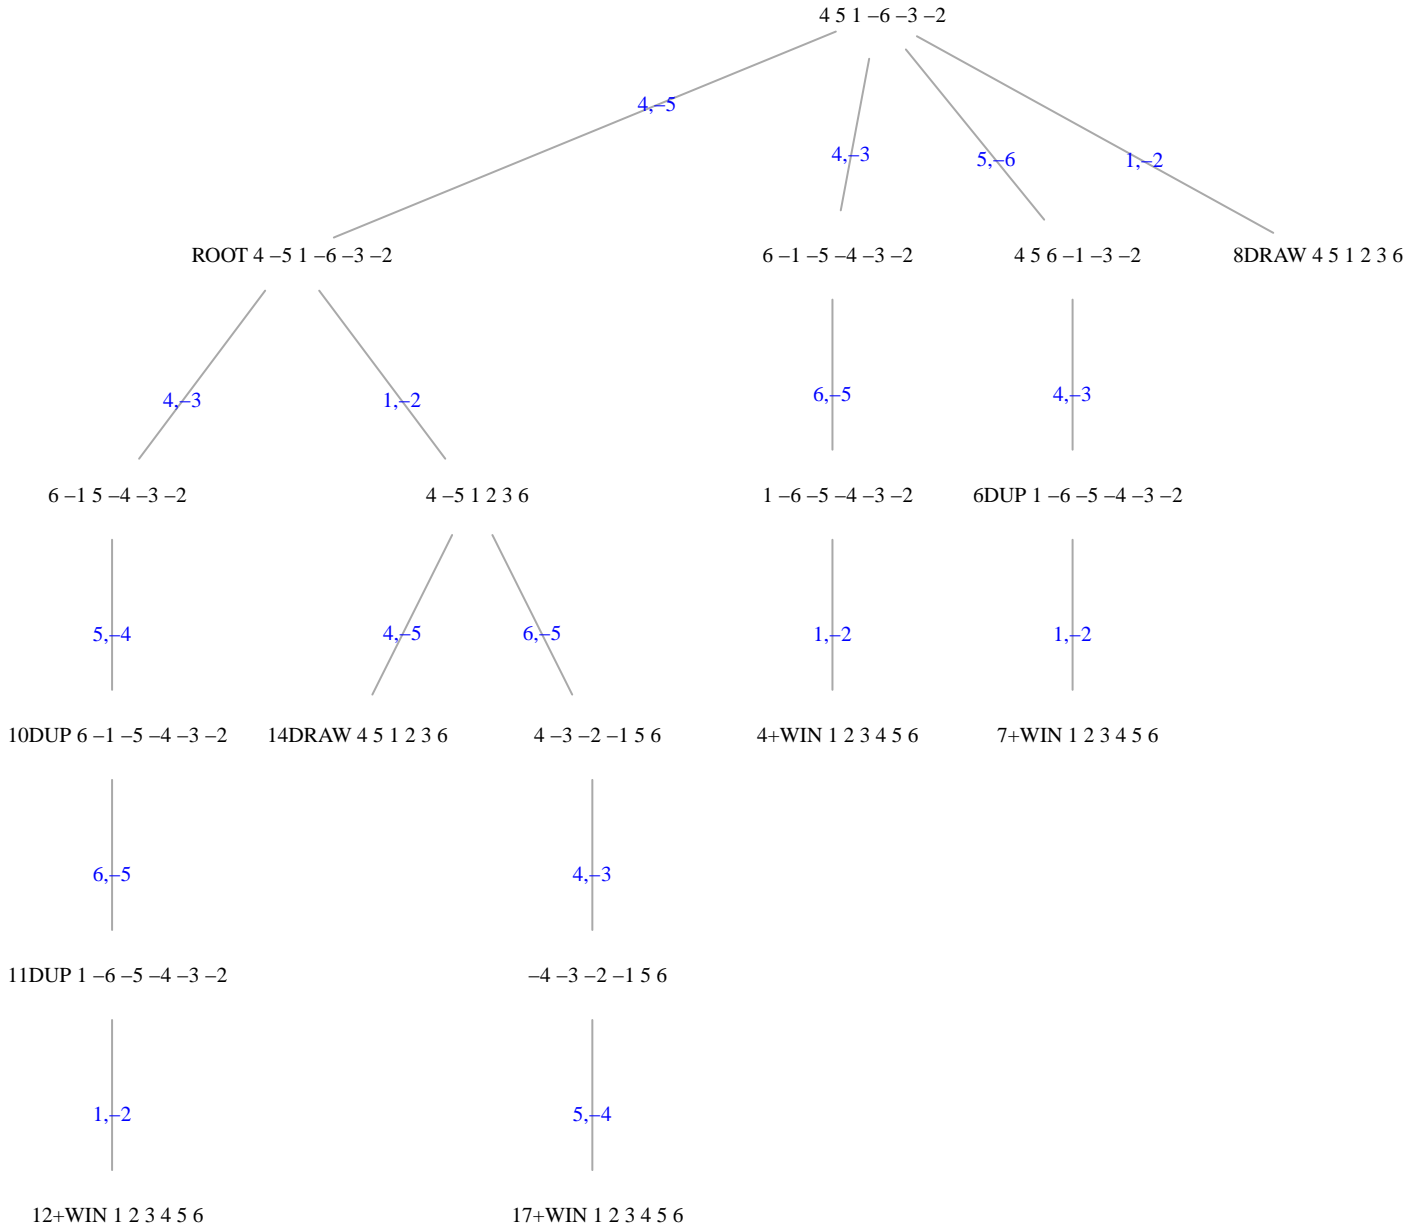 4 5 1 –6 –3 –2
4,–5
4,–3
5,–6
1,–2
ROOT 4 –5 1 –6 –3 –2
6 –1 –5 –4 –3 –2
4 5 6 –1 –3 –2
8DRAW 4 5 1 2 3 6
4,–3
1,–2
6,–5
4,–3
6 –1 5 –4 –3 –2
4 –5 1 2 3 6
1 –6 –5 –4 –3 –2
6DUP 1 –6 –5 –4 –3 –2
5,–4
4,–5
6,–5
1,–2
1,–2
10DUP 6 –1 –5 –4 –3 –2
14DRAW 4 5 1 2 3 6
4 –3 –2 –1 5 6
4+WIN 1 2 3 4 5 6
7+WIN 1 2 3 4 5 6
6,–5
4,–3
11DUP 1 –6 –5 –4 –3 –2
–4 –3 –2 –1 5 6
1,–2
5,–4
12+WIN 1 2 3 4 5 6
17+WIN 1 2 3 4 5 6